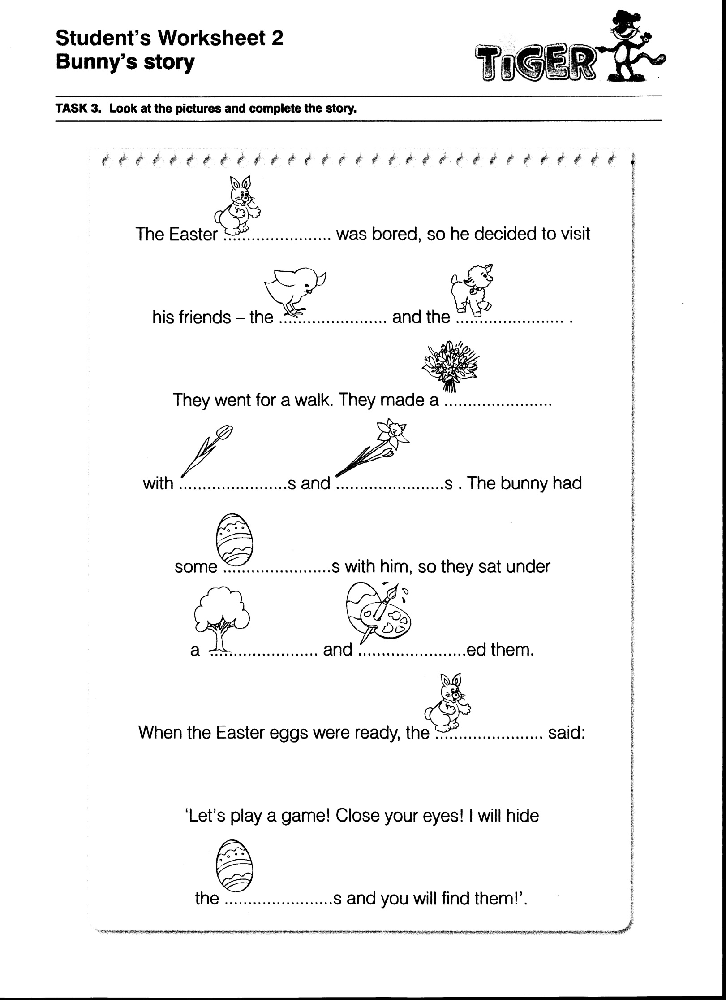 Student's Worksheet 2
Bunny's story
TiGER
TASK 3. Look at the pictures and complete the story.
The Easter ....................... was bored, so he decided to visit
his friends – the ....................... and the ....................... .
They went for a walk. They made a .......................
with .......................s and .......................s . The bunny had
some .......................s with him, so they sat under
a ....................... and .......................ed them.
When the Easter eggs were ready, the ....................... said:
‘Let's play a game! Close your eyes! I will hide
the .......................s and you will find them!’.